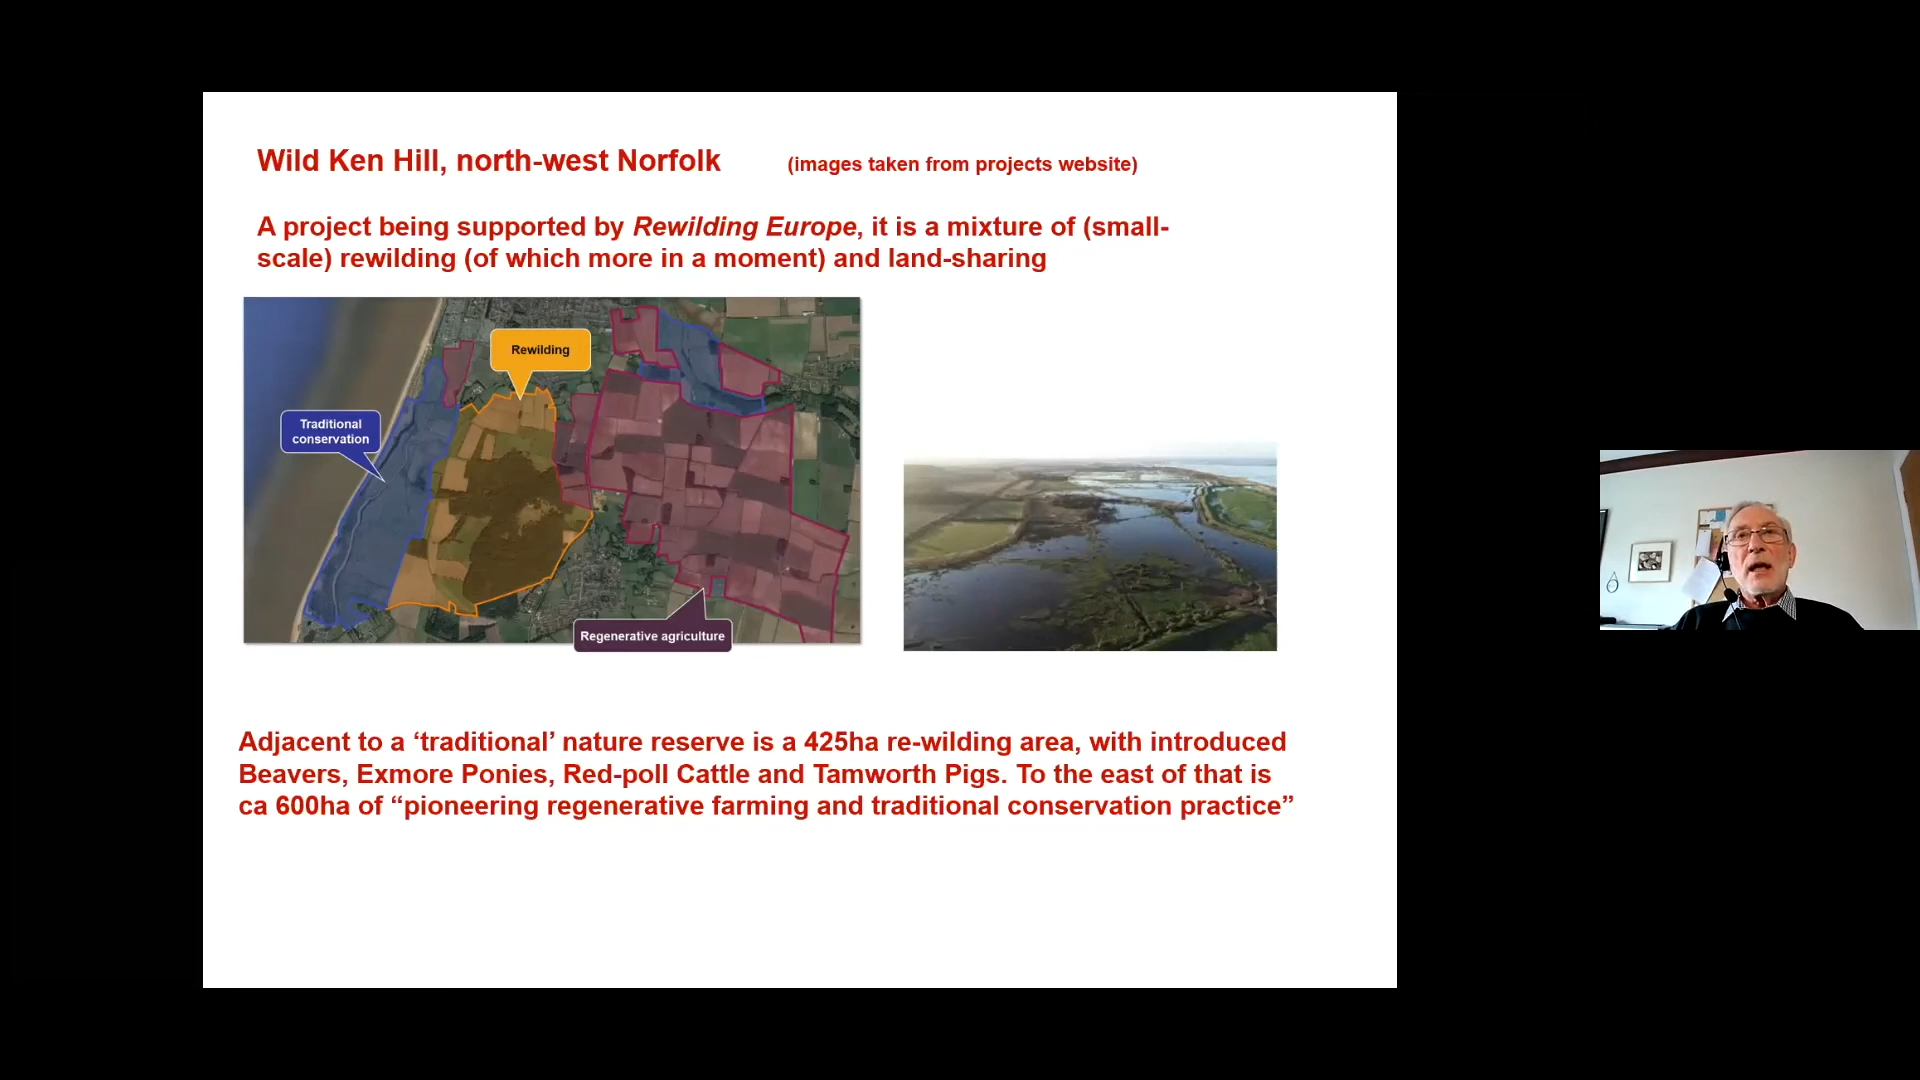 Wild Ken Hill, north-west Norfolk (images taken from projects website)
A project being supported by Rewilding Europe, it is a mixture of (small-
scale) rewilding (of which more in a moment) and land-sharing
Rewilding
Traditional
conservation
Regenerative agriculture
Adjacent to a ‘traditional’ nature reserve is a 425ha re-wilding area, with introduced
Beavers, Exmore Ponies, Red-poll Cattle and Tamworth Pigs. To the east of that is
ca 600ha of “pioneering regenerative farming and traditional conservation practice”